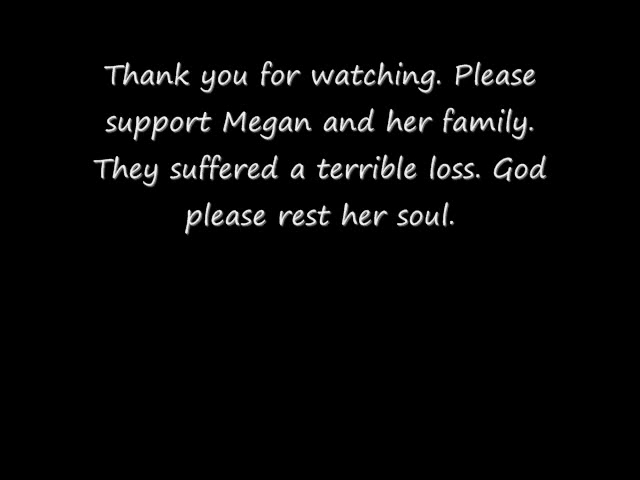 Thank you for watching. Please
support Megan and her family.
They suffered a terrible loss. God
please rest her soul.